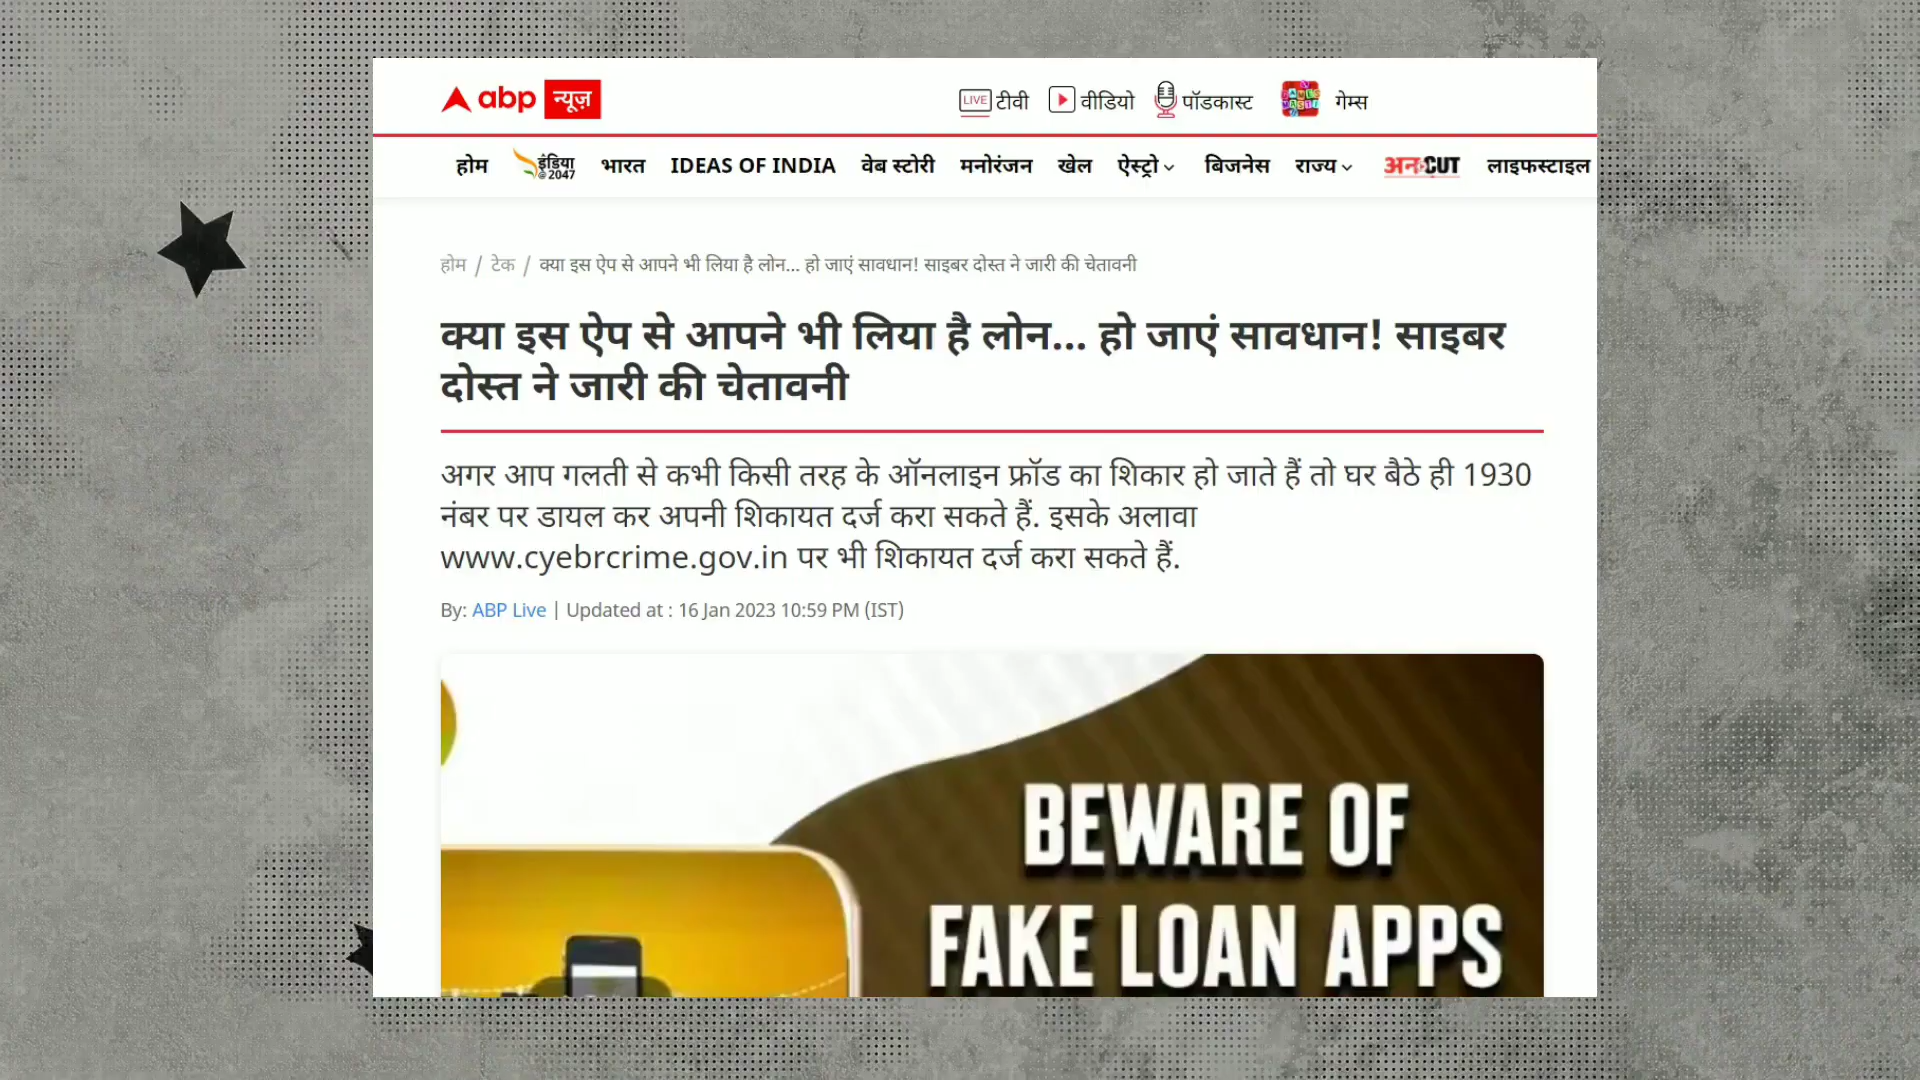 abp न्यूज़
LIVE टीवी वीडियो पॉडकास्ट गेम्स
होम इंडिया @ 2047 भारत IDEAS OF INDIA वेब स्टोरी मनोरंजन खेल ऐस्ट्रो बिजनेस राज्य अनCUT लाइफस्टाइल
होम / टेक / क्या इस ऐप से आपने भी लिया है लोन... हो जाएं सावधान! साइबर दोस्त ने जारी की चेतावनी
क्या इस ऐप से आपने भी लिया है लोन... हो जाएं सावधान! साइबर
दोस्त ने जारी की चेतावनी
अगर आप गलती से कभी किसी तरह के ऑनलाइन फ्रॉड का शिकार हो जाते हैं तो घर बैठे ही 1930
नंबर पर डायल कर अपनी शिकायत दर्ज करा सकते हैं. इसके अलावा
www.cyebrcrime.gov.in पर भी शिकायत दर्ज करा सकते हैं.
By: ABP Live | Updated at : 16 Jan 2023 10:59 PM (IST)
BEWARE OF
FAKE LOAN APPS